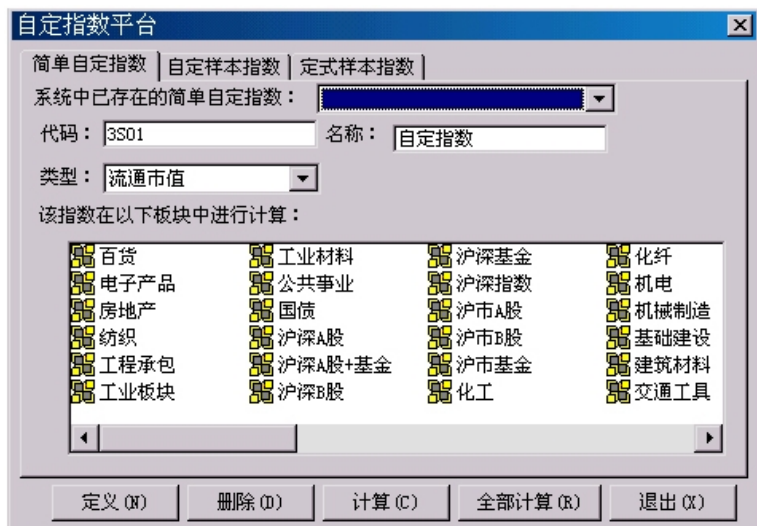 自定指数平台
简单自定指数 自定样本指数 定式样本指数
系统中已存在的简单自定指数：
代码： 3S01 名称： 自定指数
类型： 流通市值
该指数在以下板块中进行计算：
百货 工业材料 沪深基金 化纤
电子产品 公共事业 沪深指数 机电
房地产 国债 沪市A股 机械制造
纺织 沪深A股 沪市B股 基础建设
工程承包 沪深A股+基金 沪市基金 建筑材料
工业板块 沪深B股 化工 交通工具
定义(N) 删除(D) 计算(C) 全部计算(R) 退出(X)